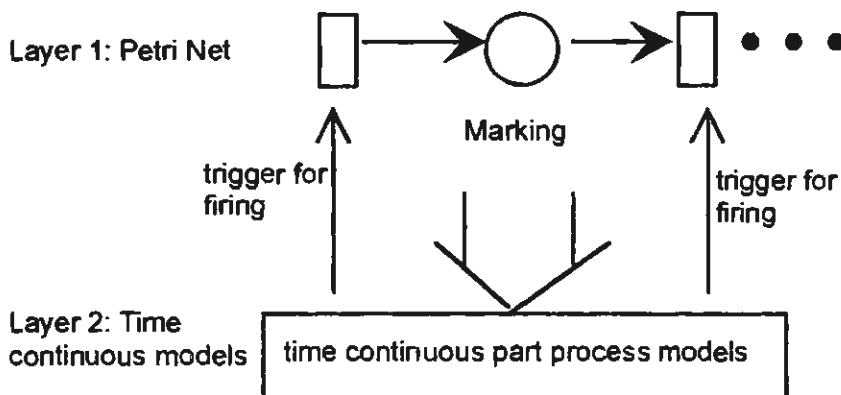 Layer 1: Petri Net
Marking
trigger for
firing
trigger for
firing
Layer 2: Time
continuous models
time continuous part process models